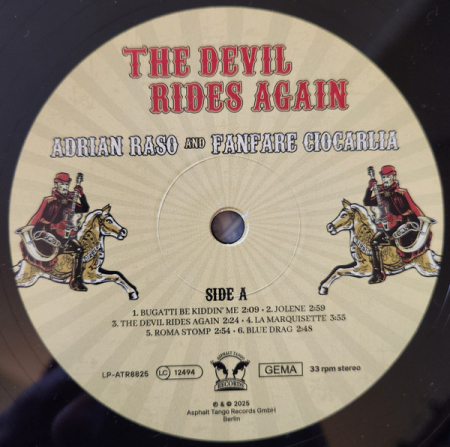 THE DEVIL
RIDES AGAIN
ADRIAN RASO AND FANFARE CIOCARLIA
SIDE A
1. BUGATTI BE KIDDIN' ME 2:09 • 2. JOLENE 2:59
3. THE DEVIL RIDES AGAIN 2:24 • 4. LA MARQUISETTE 3:55
5. ROMA STOMP 2:54 • 6. BLUE DRAG 2:48
LP-ATR8825 LC 12494 ASPHALT TANGO RECORDS GEMA 33 rpm stereo
© & ℗ 2025
Asphalt Tango Records GmbH
Berlin